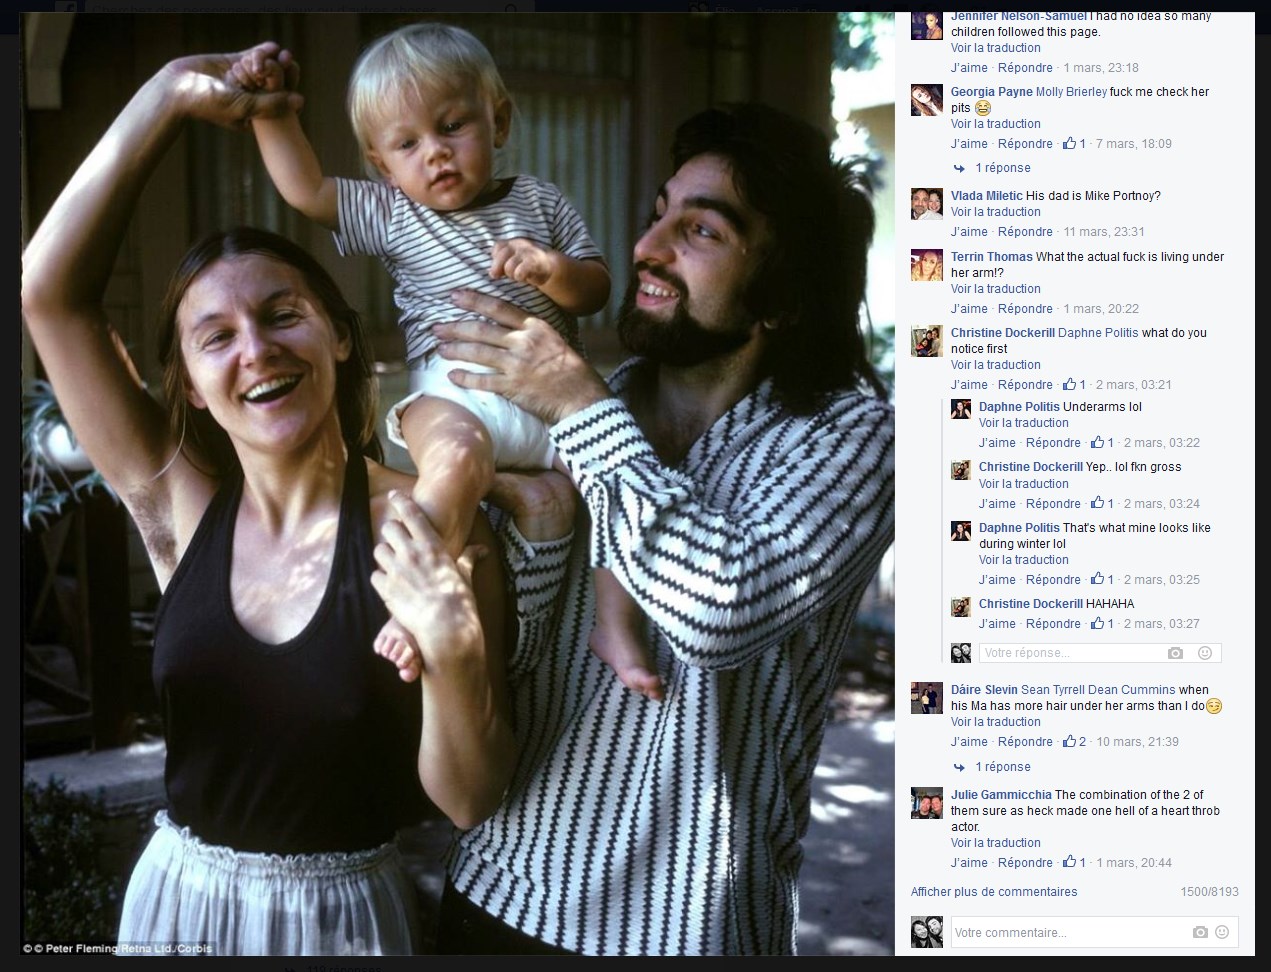 Jennifer Nelson-Samuel I had no idea so many
children followed this page.
Voir la traduction
J'aime · Répondre · 1 mars, 23:18
Georgia Payne Molly Brierley fuck me check her
pits 😂
Voir la traduction
J'aime · Répondre · 1 · 7 mars, 18:09
1 réponse
Vlada Miletic His dad is Mike Portnoy?
Voir la traduction
J'aime · Répondre · 11 mars, 23:31
Terrin Thomas What the actual fuck is living under
her arm!?
Voir la traduction
J'aime · Répondre · 1 mars, 20:22
Christine Dockerill Daphne Politis what do you
notice first
Voir la traduction
J'aime · Répondre · 1 · 2 mars, 03:21
Daphne Politis Underarms lol
Voir la traduction
J'aime · Répondre · 1 · 2 mars, 03:22
Christine Dockerill Yep.. lol fkn gross
Voir la traduction
J'aime · Répondre · 1 · 2 mars, 03:24
Daphne Politis That's what mine looks like
during winter lol
Voir la traduction
J'aime · Répondre · 1 · 2 mars, 03:25
Christine Dockerill HAHAHA
J'aime · Répondre · 1 · 2 mars, 03:27
Votre réponse...
Dáire Slevin Sean Tyrrell Dean Cummins when
his Ma has more hair under her arms than I do😏
Voir la traduction
J'aime · Répondre · 2 · 10 mars, 21:39
1 réponse
Julie Gammicchia The combination of the 2 of
them sure as heck made one hell of a heart throb
actor.
Voir la traduction
J'aime · Répondre · 1 · 1 mars, 20:44
Afficher plus de commentaires 1500/8193
Votre commentaire...
© © Peter Fleming/Retna Ltd./Corbis